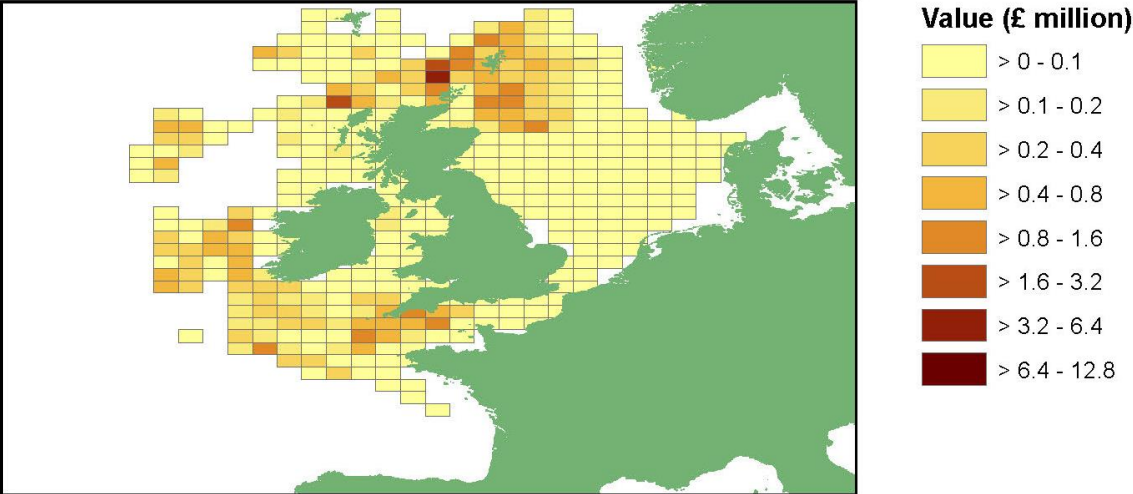 Value (£ million)
> 0 - 0.1
> 0.1 - 0.2
> 0.2 - 0.4
> 0.4 - 0.8
> 0.8 - 1.6
> 1.6 - 3.2
> 3.2 - 6.4
> 6.4 - 12.8